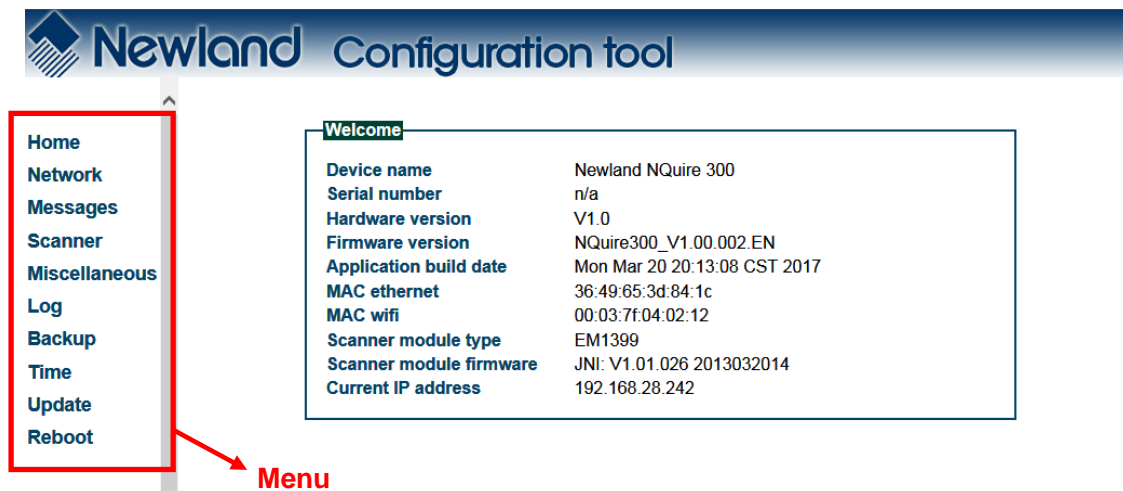 Newland Configuration tool
Home
Network
Messages
Scanner
Miscellaneous
Log
Backup
Time
Update
Reboot
Menu
Welcome
Device name Newland NQuire 300
Serial number n/a
Hardware version V1.0
Firmware version NQuire300_V1.00.002.EN
Application build date Mon Mar 20 20:13:08 CST 2017
MAC ethernet 36:49:65:3d:84:1c
MAC wifi 00:03:7f:04:02:12
Scanner module type EM1399
Scanner module firmware JNI: V1.01.026 2013032014
Current IP address 192.168.28.242